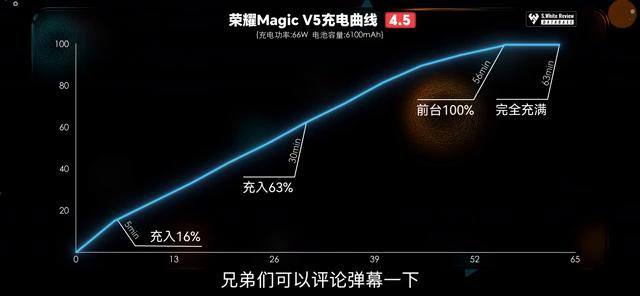 荣耀Magic V5充电曲线 4.5
(充电功率:66W 电池容量:6100mAh)
S.White Review
DATABASE
100
80
60
40
20
0
13
26
39
52
65
5min
充入16%
30min
充入63%
56min
前台100%
63min
完全充满
兄弟们可以评论弹幕一下